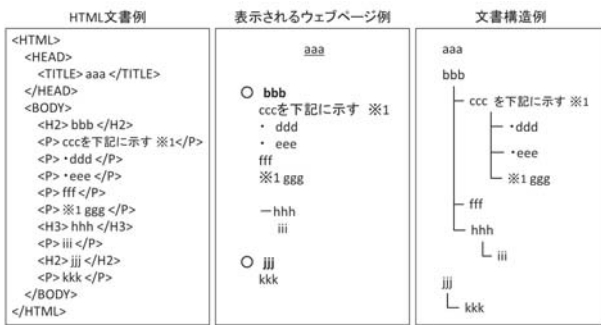 HTML文書例
<HTML>
<HEAD>
<TITLE> aaa </TITLE>
</HEAD>
<BODY>
<H2> bbb </H2>
<P> cccを下記に示す ※1</P>
<P> ・ddd </P>
<P> ・eee </P>
<P> fff </P>
<P> ※1 ggg </P>
<H3> hhh </H3>
<P> iii </P>
<H2> jjj </H2>
<P> kkk </P>
</BODY>
</HTML>
表示されるウェブページ例
aaa
○ bbb
cccを下記に示す ※1
・ ddd
・ eee
fff
※1 ggg
－hhh
iii
○ jjj
kkk
文書構造例
aaa
bbb
ccc を下記に示す ※1
・ddd
・eee
※1 ggg
fff
hhh
iii
jjj
kkk